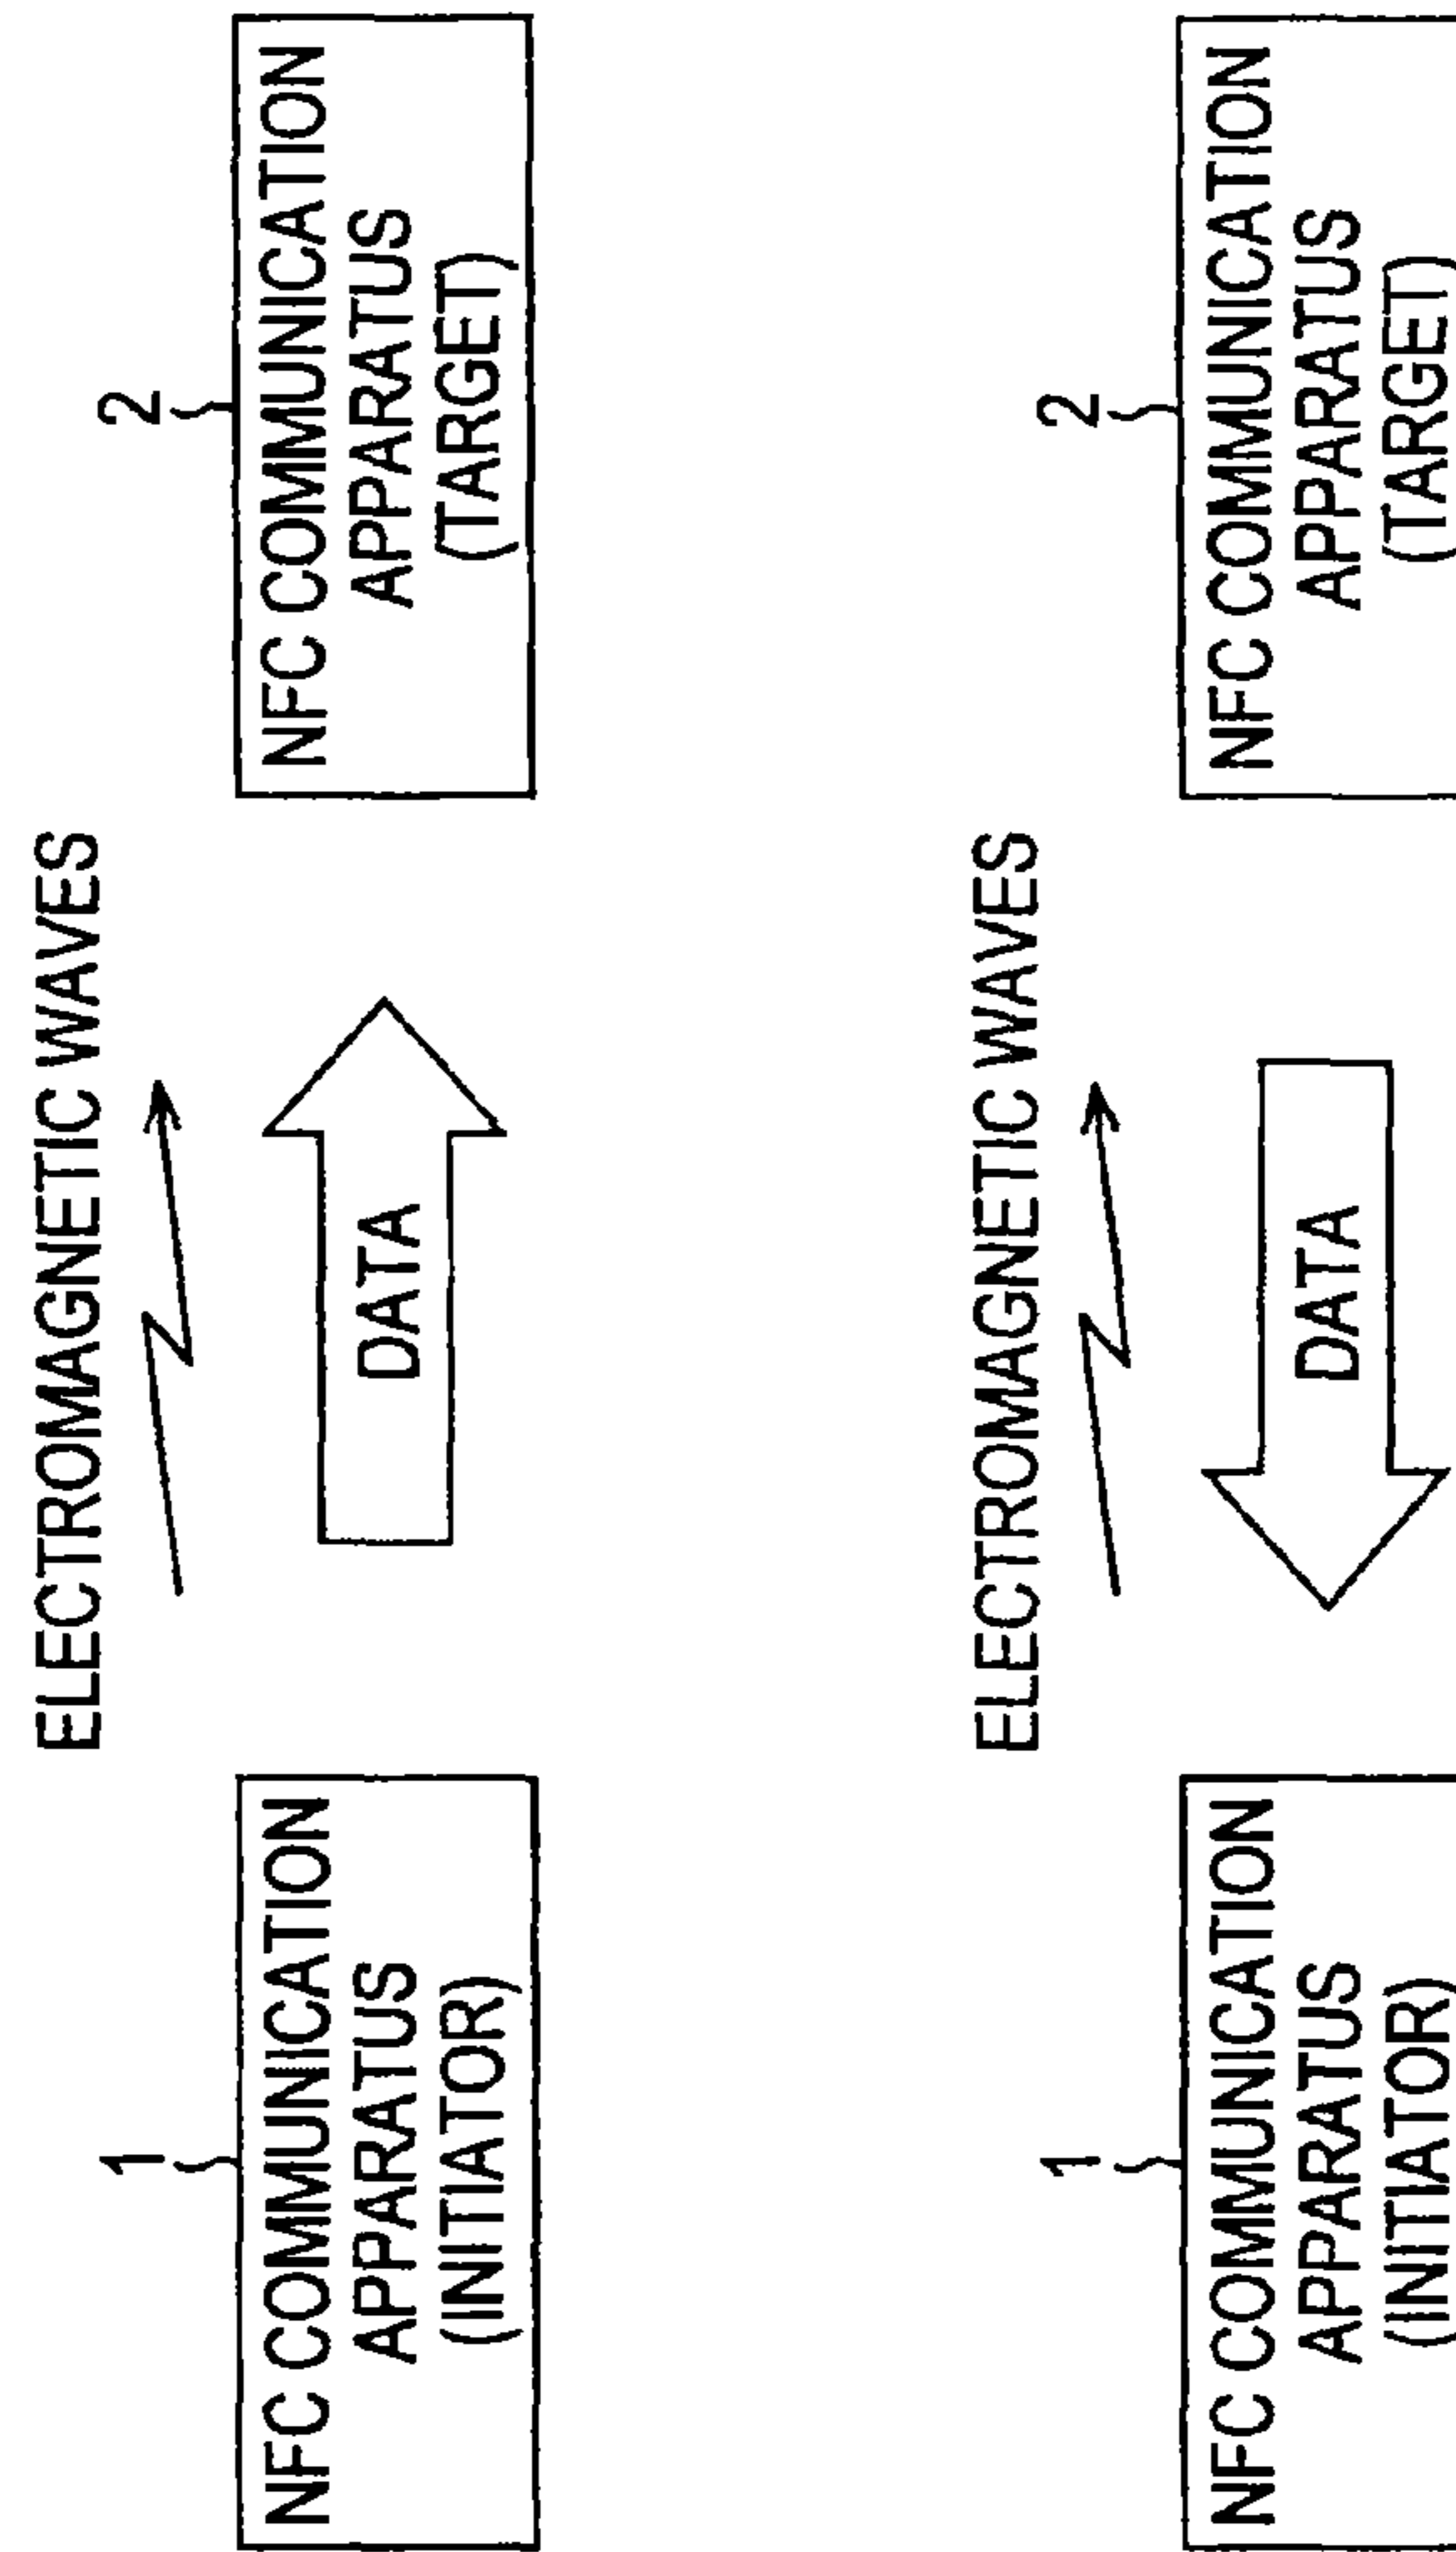 ELECTROMAGNETIC WAVES
1
2
NFC COMMUNICATION
APPARATUS
(INITIATOR)
DATA
NFC COMMUNICATION
APPARATUS
(TARGET)
ELECTROMAGNETIC WAVES
1
2
NFC COMMUNICATION
APPARATUS
(INITIATOR)
DATA
NFC COMMUNICATION
APPARATUS
(TARGET)